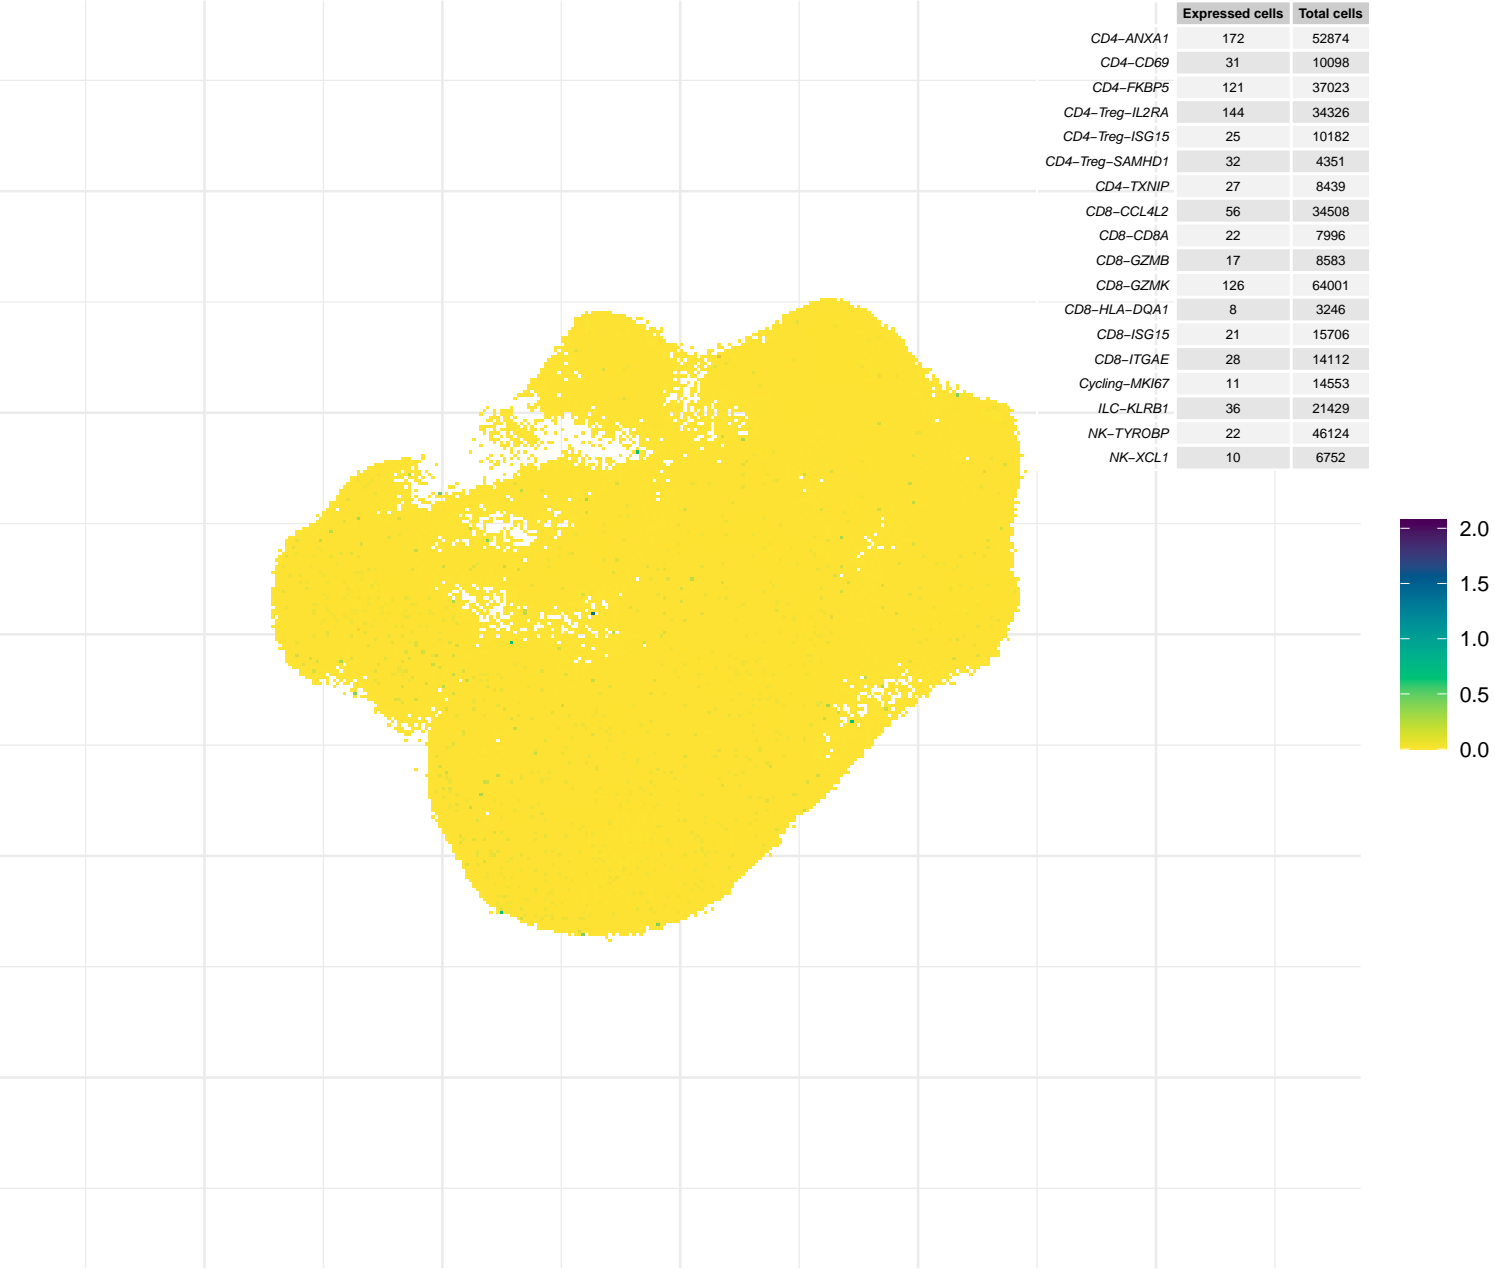 Expressed cells Total cells
CD4−ANXA1 172 52874
CD4−CD69 31 10098
CD4−FKBP5 121 37023
CD4−Treg−IL2RA 144 34326
CD4−Treg−ISG15 25 10182
CD4−Treg−SAMHD1 32 4351
CD4−TXNIP 27 8439
CD8−CCL4L2 56 34508
CD8−CD8A 22 7996
CD8−GZMB 17 8583
CD8−GZMK 126 64001
CD8−HLA−DQA1 8 3246
CD8−ISG15 21 15706
CD8−ITGAE 28 14112
Cycling−MKI67 11 14553
ILC−KLRB1 36 21429
NK−TYROBP 22 46124
NK−XCL1 10 6752
2.0
1.5
1.0
0.5
0.0